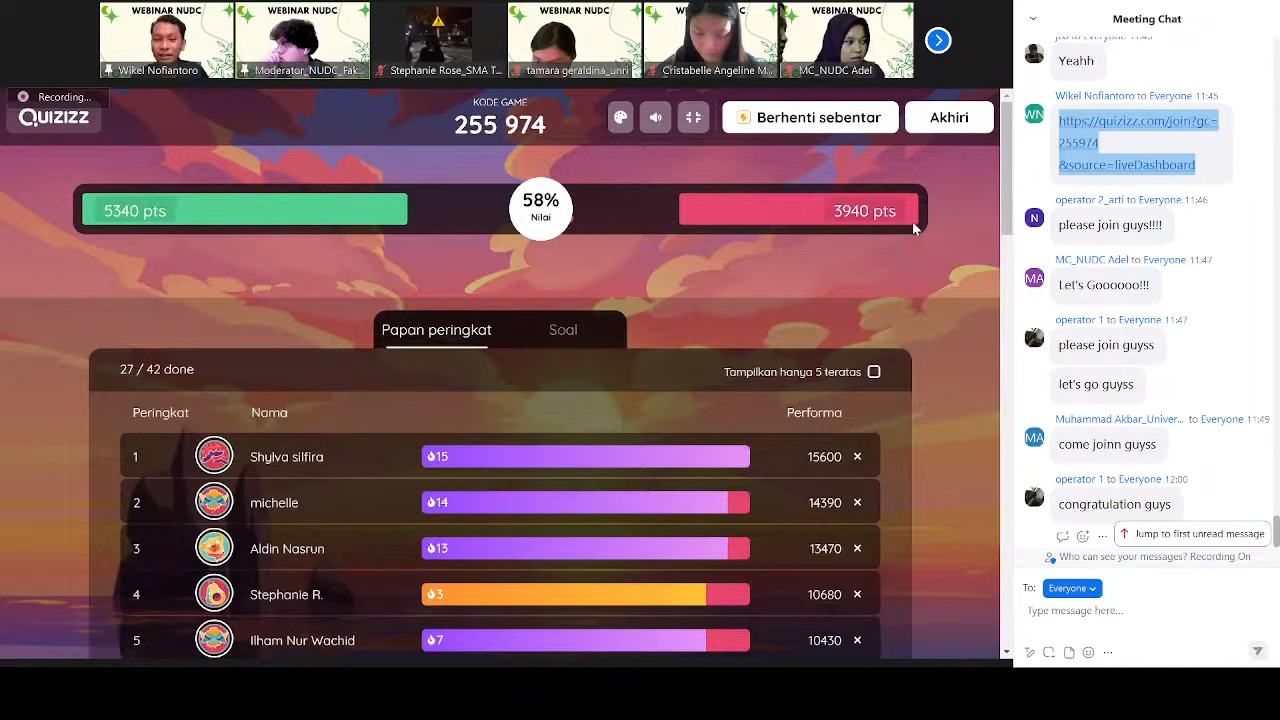 WEBINAR NUDC
WEBINAR NUDC
WEBINAR NUDC
WEBINAR NUDC
WEBINAR NUDC
Wikel Nofiantoro
Moderator_NUDC_Fak...
Stephanie Rose_SMA T...
tamara geraldina_unri
Cristabelle Angeline M...
MC_NUDC Adel
Recording...
QUIZIZZ
KODE GAME
255 974
Berhenti sebentar
Akhiri
5340 pts
58%
Nilai
3940 pts
Papan peringkat
Soal
27 / 42 done
Tampilkan hanya 5 teratas
Peringkat
Nama
Performa
1 Shylva silfira 15 15600 ×
2 michelle 14 14390 ×
3 Aldin Nasrun 13 13470 ×
4 Stephanie R. 3 10680 ×
5 Ilham Nur Wachid 7 10430 ×
Meeting Chat
Yeahh
Wikel Nofiantoro to Everyone 11:45
WN
https://quizizz.com/join?gc=
255974
&source=liveDashboard
operator 2_arti to Everyone 11:46
N
please join guys!!!!
MC_NUDC Adel to Everyone 11:47
MA
Let's Goooooo!!!
operator 1 to Everyone 11:47
please join guyss
let's go guyss
Muhammad Akbar_Univer... to Everyone 11:49
MA
come joinn guyss
operator 1 to Everyone 12:00
congratulation guys
Jump to first unread message
Who can see your messages? Recording On
To: Everyone
Type message here...